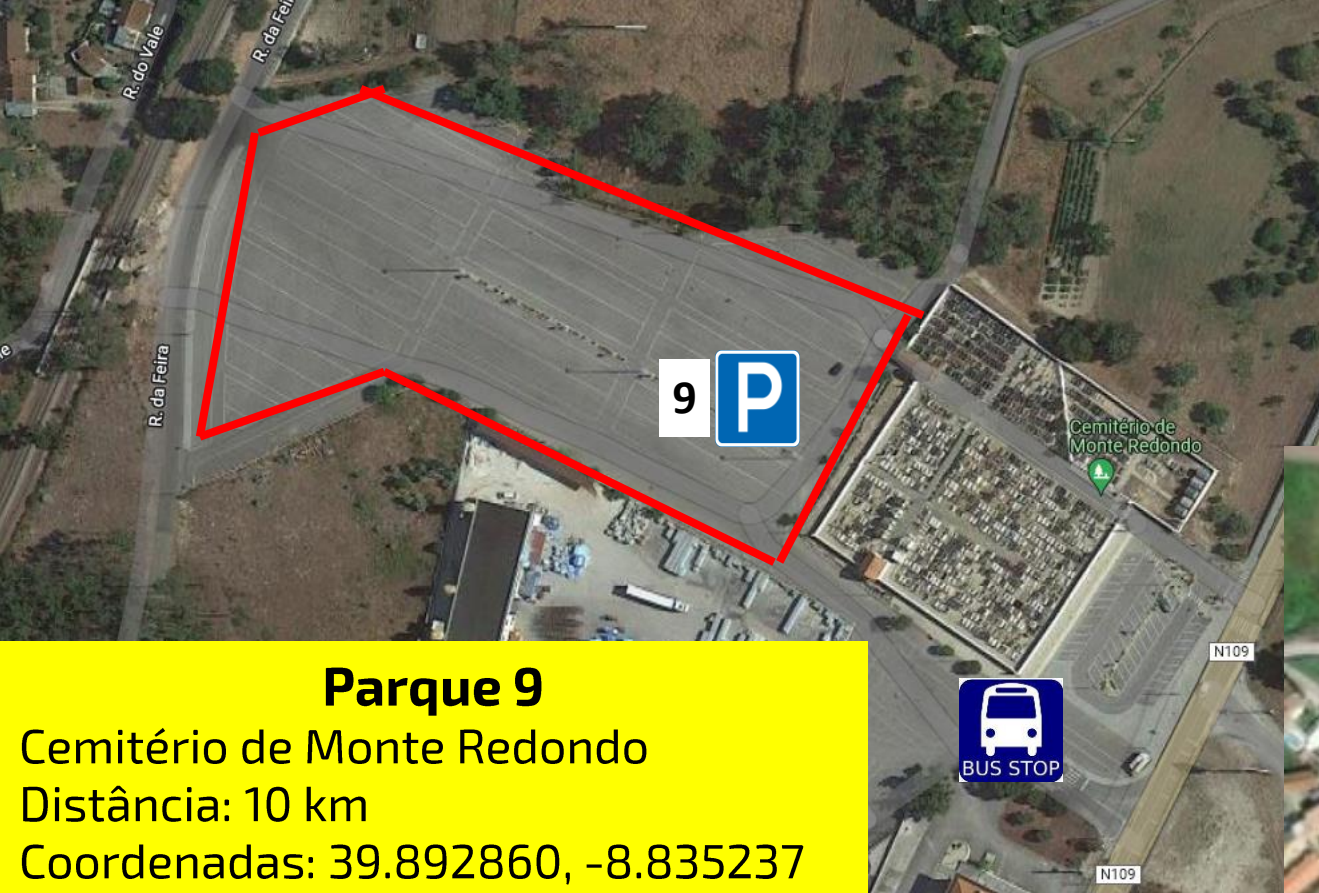 R. do Vale
R. da Fei
R. da Feira
9
P
Cemitério de
Monte Redondo
N109
BUS STOP
Parque 9
Cemitério de Monte Redondo
Distância: 10 km
Coordenadas: 39.892860, -8.835237
N109